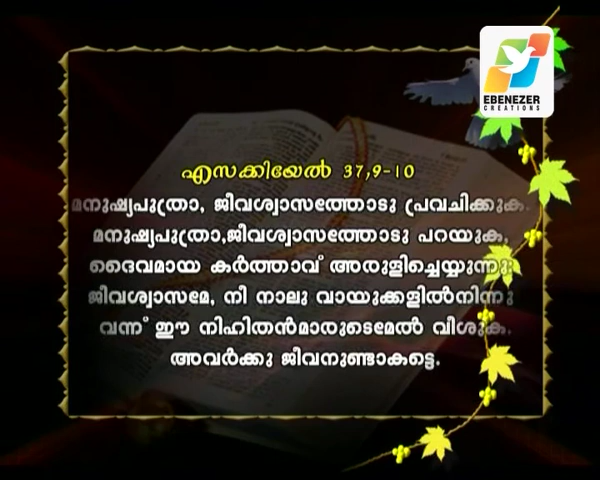 EBENEZER
CREATIONS
എസക്കിയേൽ 37,9-10
മനുഷ്യപുത്രാ, ജീവശ്വാസത്തോടു പ്രവചിക്കുക.
മനുഷ്യപുത്രാ,ജീവശ്വാസത്തോടു പറയുക,
ദൈവമായ കർത്താവ് അരുളിച്ചെയ്യുന്നു:
ജീവശ്വാസമേ, നീ നാലു വായുക്കളിൽനിന്നു
വന്ന് ഈ നിഹിതൻമാരുടെമേൽ വീശുക.
അവർക്കു ജീവനുണ്ടാകട്ടെ.